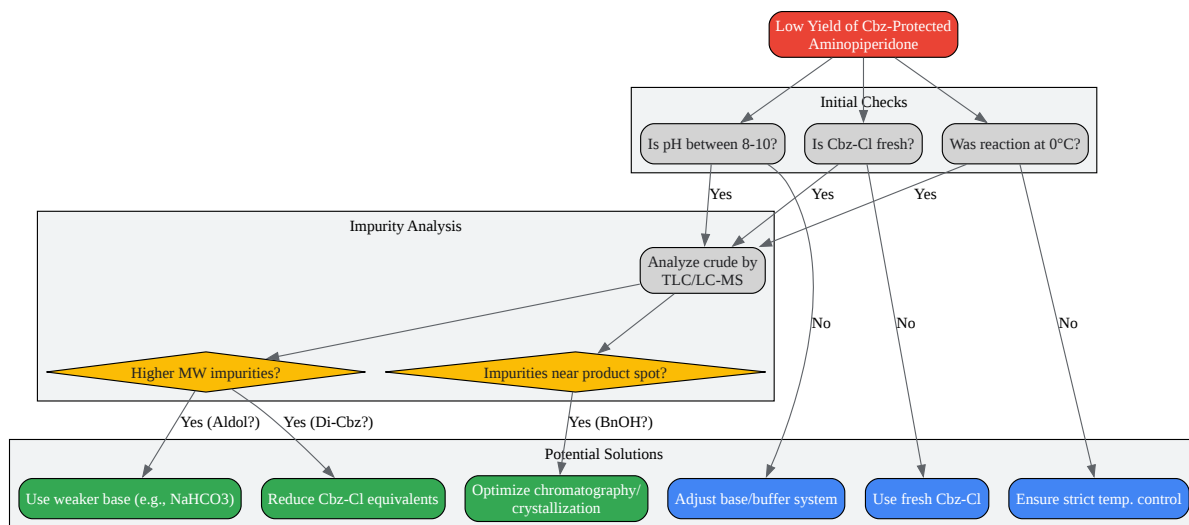 Low Yield of Cbz-Protected
Aminopiperidone
Initial Checks
Is pH between 8-10?
Is Cbz-Cl fresh?
Was reaction at 0°C?
Yes
Yes
Yes
Impurity Analysis
Analyze crude by
TLC/LC-MS
No
No
No
Higher MW impurities?
Impurities near product spot?
Yes (Aldol?)
Yes (Di-Cbz?)
Yes (BnOH?)
Potential Solutions
Use weaker base (e.g., NaHCO3)
Reduce Cbz-Cl equivalents
Optimize chromatography/
crystallization
Adjust base/buffer system
Use fresh Cbz-Cl
Ensure strict temp. control